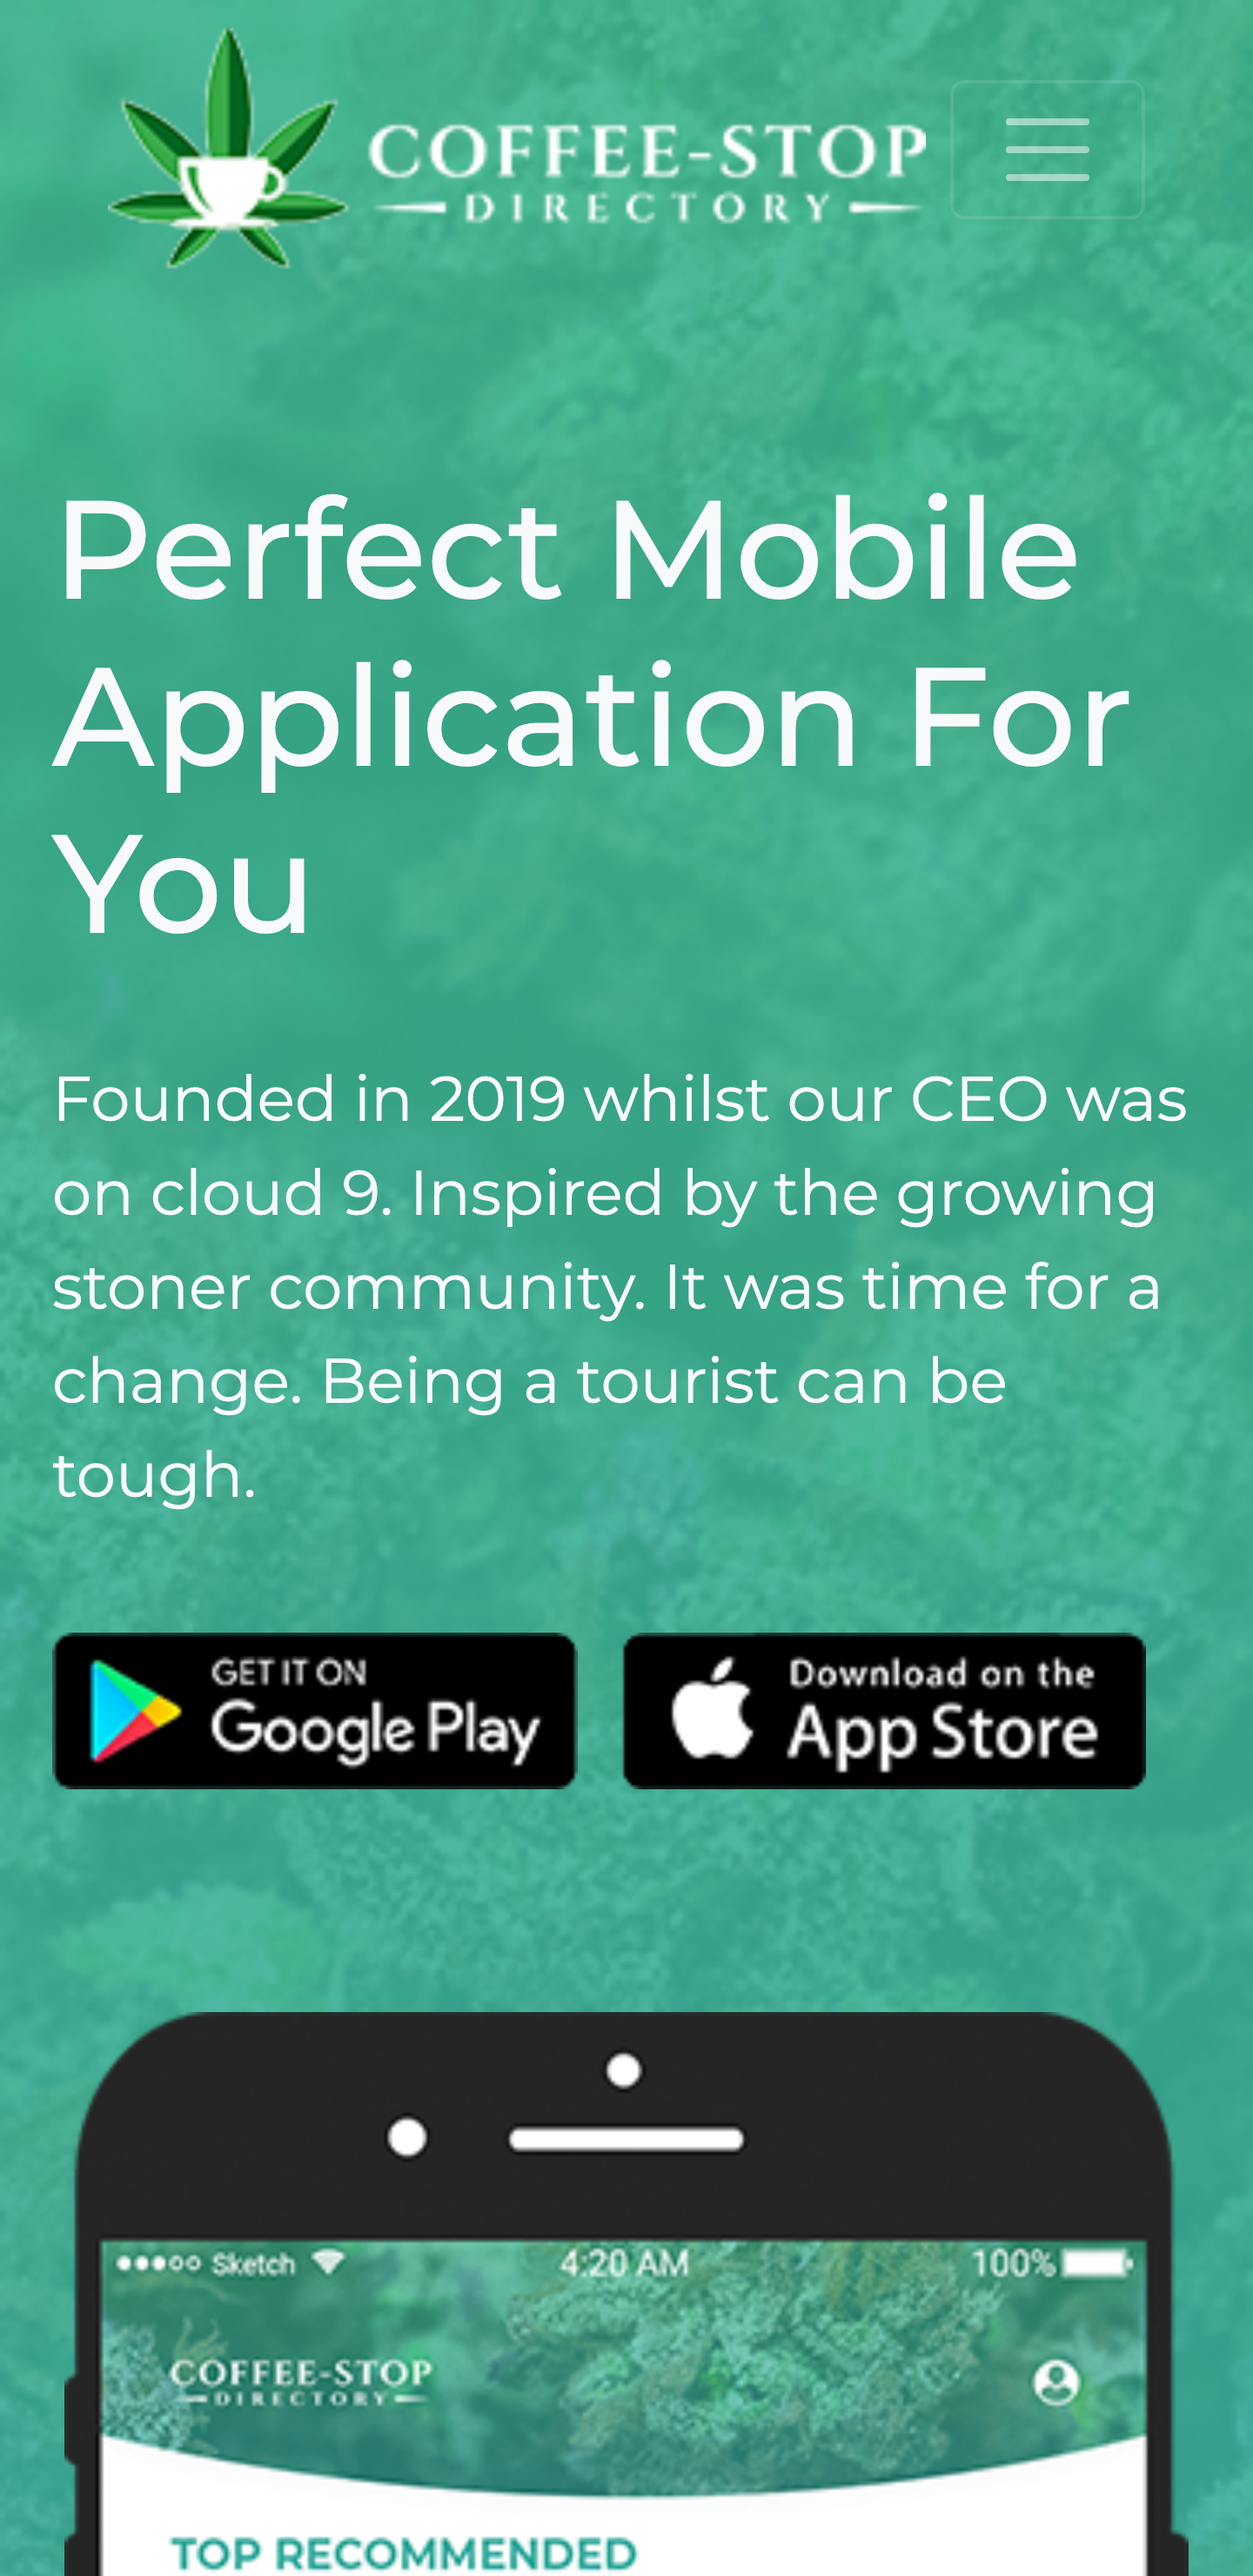 COFFEE-STOP
DIRECTORY
Perfect Mobile
Application For
You
Founded in 2019 whilst our CEO was
on cloud 9. Inspired by the growing
stoner community. It was time for a
change. Being a tourist can be
tough.
GET IT ON
Google Play
Download on the
App Store
Sketch 4:20 AM 100%
COFFEE-STOP
DIRECTORY
TOP RECOMMENDED